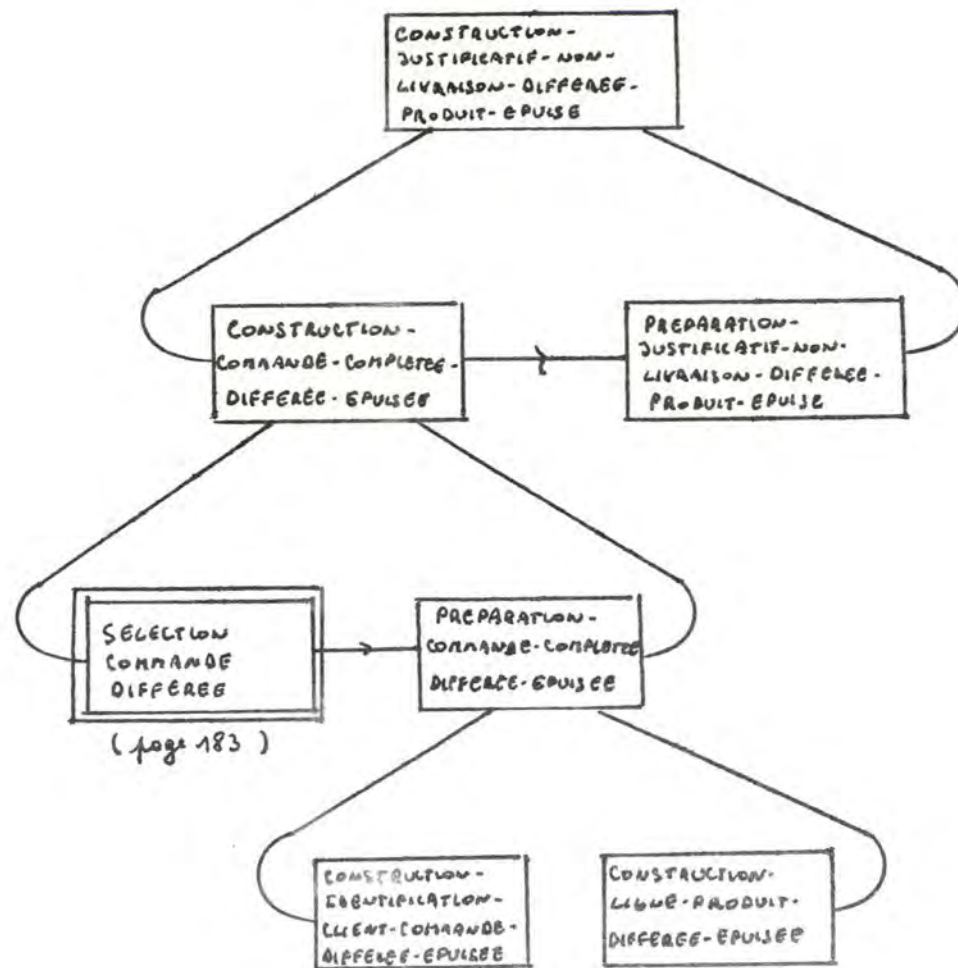 CONSTRUCTION-
JUSTIFICATIF-NON-
LIVRAISON-DIFFEREE-
PRODUIT-EPUISE
CONSTRUCTION-
COMMANDE-COMPLETEE-
DIFFEREE-EPUISEE
PREPARATION-
JUSTIFICATIF-NON-
LIVRAISON-DIFFEREE-
PRODUIT-EPUISE
SELECTION
COMMANDE
DIFFEREE
(page 183)
PREPARATION-
COMMANDE-COMPLETEE
DIFFEREE-EPUISEE
CONSTRUCTION-
IDENTIFICATION-
CLIENT-COMMANDE-
DIFFEREE-EPUISEE
CONSTRUCTION-
LIGNE-PRODUIT-
DIFFEREE-EPUISEE